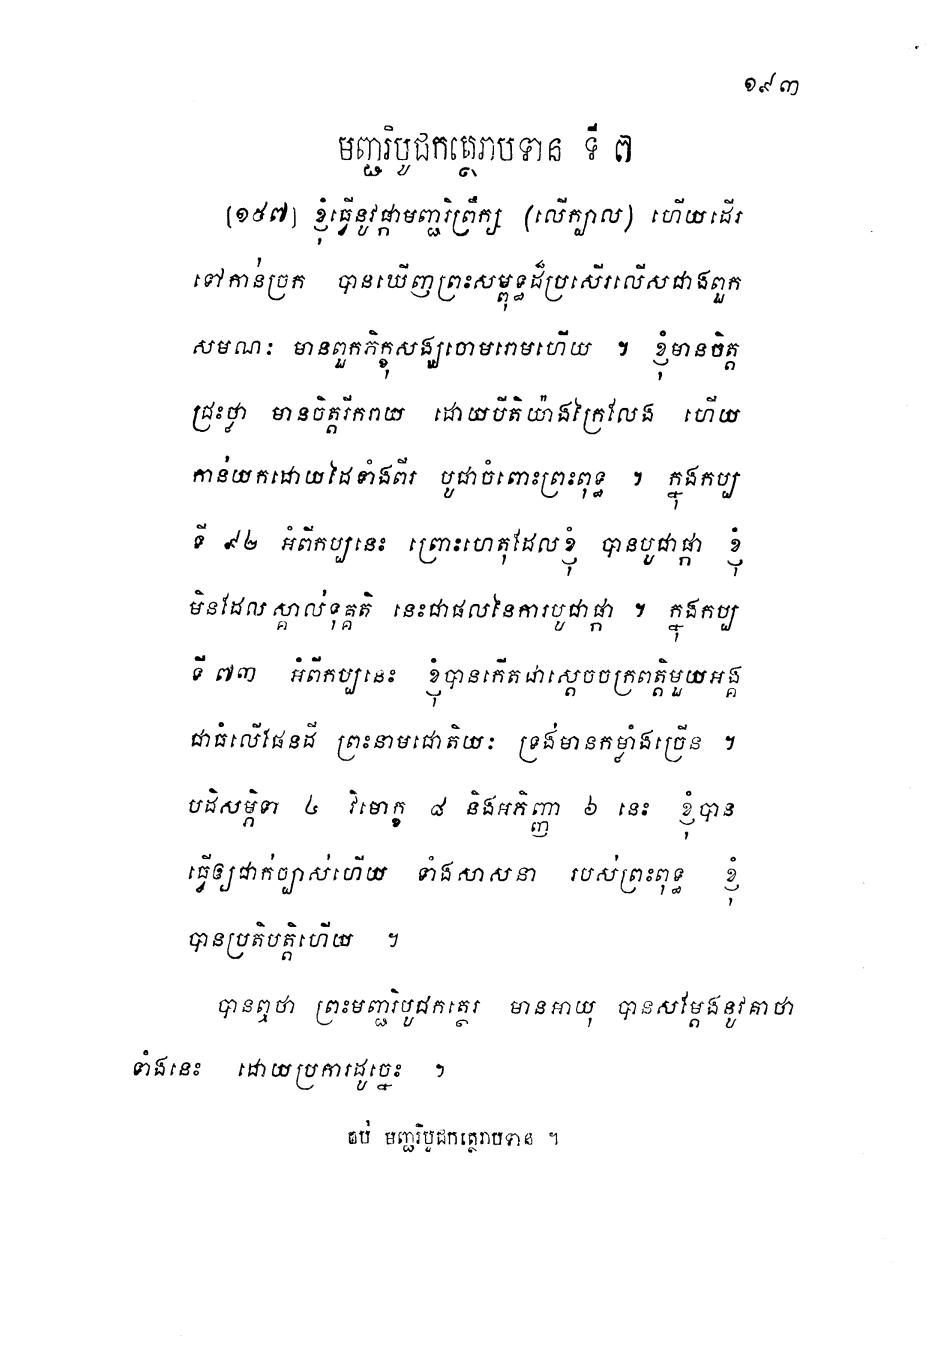 ១៩៣
មញ្ជរិបូជកត្ថេរាបទាន ទី ៧
(១៥៧) ខ្ញុំធ្វើនូវផ្កាមញ្ជរិព្រឹក្ស (លើក្បាល) ហើយដើរ
ទៅកាន់ច្រក បានឃើញព្រះសម្ពុទ្ធដ៏ប្រសើរលើសជាងពួក
សមណៈ មានពួកភិក្ខុសង្ឃចោមរោមហើយ ។ ខ្ញុំមានចិត្ត
ជ្រះថ្លា មានចិត្តរីករាយ ដោយបីតិយ៉ាងក្រៃលែង ហើយ
កាន់យកដោយដៃទាំងពីរ បូជាចំពោះព្រះពុទ្ធ ។ ក្នុងកប្ប
ទី ៩២ អំពីកប្បនេះ ព្រោះហេតុដែលខ្ញុំ បានបូជាផ្កា ខ្ញុំ
មិនដែលស្គាល់ទុគ្គតិ នេះជាផលនៃការបូជាផ្កា ។ ក្នុងកប្ប
ទី ៧៣ អំពីកប្បនេះ ខ្ញុំបានកើតជាស្តេចចក្រពត្តិមួយអង្គ
ជាធំលើផែនដី ព្រះនាមជោតិយៈ ទ្រង់មានកម្លាំងច្រើន ។
បដិសម្ភិទា ៤ វិមោក្ខ ៨ និងអភិញ្ញា ៦ នេះ ខ្ញុំបាន
ធ្វើឲ្យជាក់ច្បាស់ហើយ ទាំងសាសនា របស់ព្រះពុទ្ធ ខ្ញុំ
បានប្រតិបត្តិហើយ ។
បានឮថា ព្រះមញ្ជរិបូជកត្ថេរ មានអាយុ បានសម្តែងនូវគាថា
ទាំងនេះ ដោយប្រការដូច្នេះ ។
ចប់ មញ្ជរិបូជកត្ថេរាបទាន ។